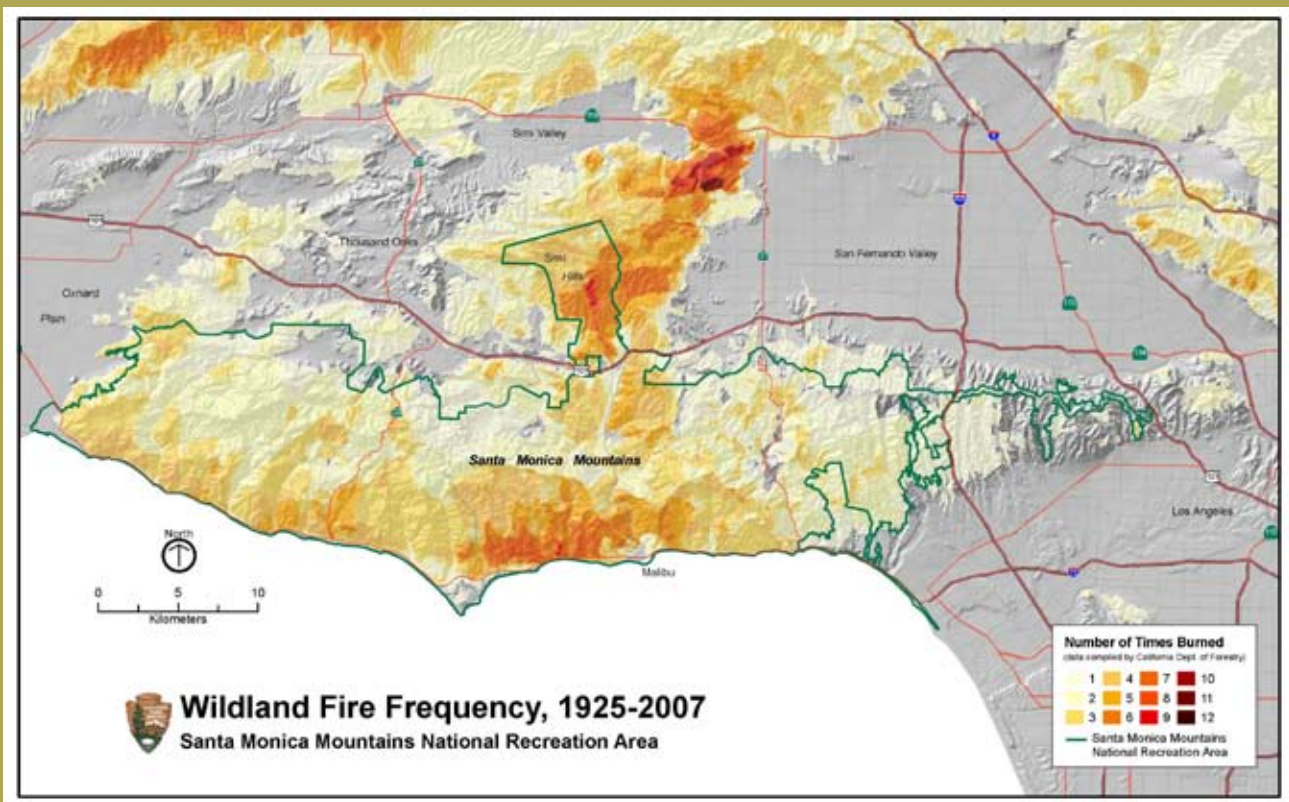 Simi Valley
Thousand Oaks
Simi
Hills
San Fernando Valley
Oxnard
Plain
Santa Monica Mountains
Los Angeles
Malibu
North
0 5 10
Kilometers
Number of Times Burned
(data compiled by California Dept. of Forestry)
1 4 7 10
2 5 8 11
3 6 9 12
Santa Monica Mountains
National Recreation Area
Wildland Fire Frequency, 1925-2007
Santa Monica Mountains National Recreation Area